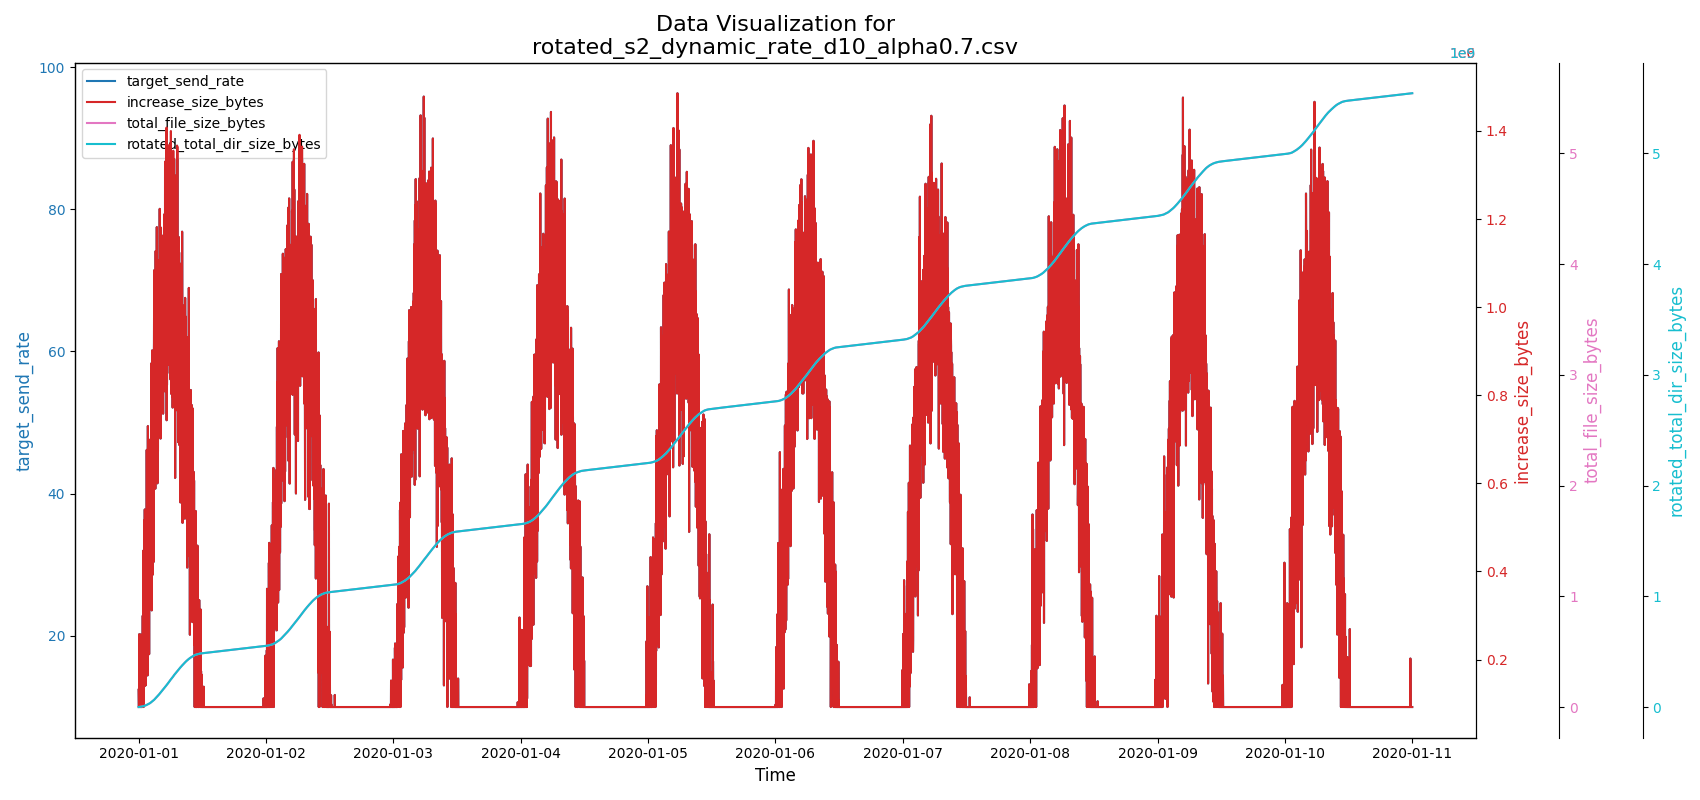 Data Visualization for
rotated_s2_dynamic_rate_d10_alpha0.7.csv
target_send_rate
increase_size_bytes
total_file_size_bytes
rotated_total_dir_size_bytes
100
80
60
40
20
target_send_rate
1.4
1.2
1.0
0.8
0.6
0.4
0.2
increase_size_bytes
5
4
3
2
1
0
total_file_size_bytes
5
4
3
2
1
0
rotated_total_dir_size_bytes
2020-01-01 2020-01-02 2020-01-03 2020-01-04 2020-01-05 2020-01-06 2020-01-07 2020-01-08 2020-01-09 2020-01-10 2020-01-11
Time